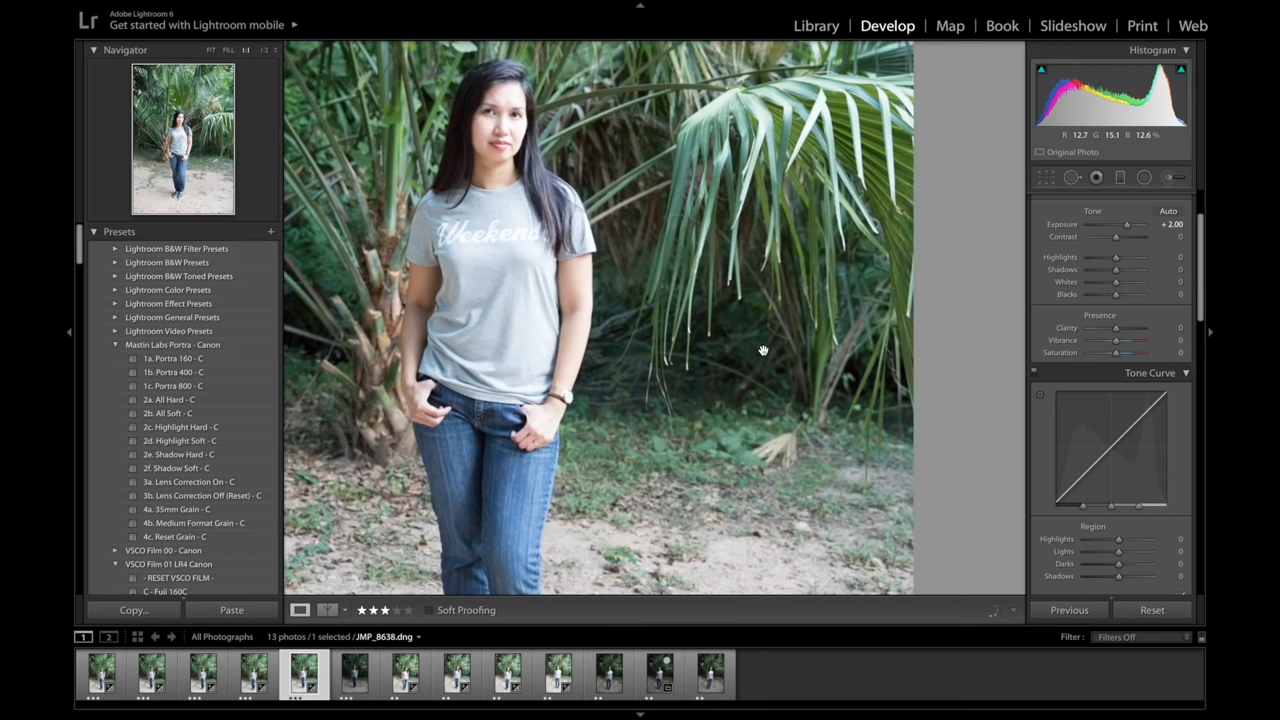 Adobe Lightroom 6
Lr Get started with Lightroom mobile
Library | Develop | Map | Book | Slideshow | Print | Web
Navigator FIT FILL 1:1 1:2
Presets +
Lightroom B&W Filter Presets
Lightroom B&W Presets
Lightroom B&W Toned Presets
Lightroom Color Presets
Lightroom Effect Presets
Lightroom General Presets
Lightroom Video Presets
Mastin Labs Portra - Canon
1a. Portra 160 - C
1b. Portra 400 - C
1c. Portra 800 - C
2a. All Hard - C
2b. All Soft - C
2c. Highlight Hard - C
2d. Highlight Soft - C
2e. Shadow Hard - C
2f. Shadow Soft - C
3a. Lens Correction On - C
3b. Lens Correction Off (Reset) - C
4a. 35mm Grain - C
4b. Medium Format Grain - C
4c. Reset Grain - C
VSCO Film 00 - Canon
VSCO Film 01 LR4 Canon
- RESET VSCO FILM -
C - Fuji 160C
Copy... Paste
Weekend
Soft Proofing
Histogram
R 12.7 G 15.1 B 12.6 %
Original Photo
Tone Auto
Exposure + 2.00
Contrast 0
Highlights 0
Shadows 0
Whites 0
Blacks 0
Presence
Clarity 0
Vibrance 0
Saturation 0
Tone Curve
Region
Highlights 0
Lights 0
Darks 0
Shadows 0
Previous Reset
1 2 All Photographs 13 photos / 1 selected / JMP_8638.dng
Filter : Filters Off